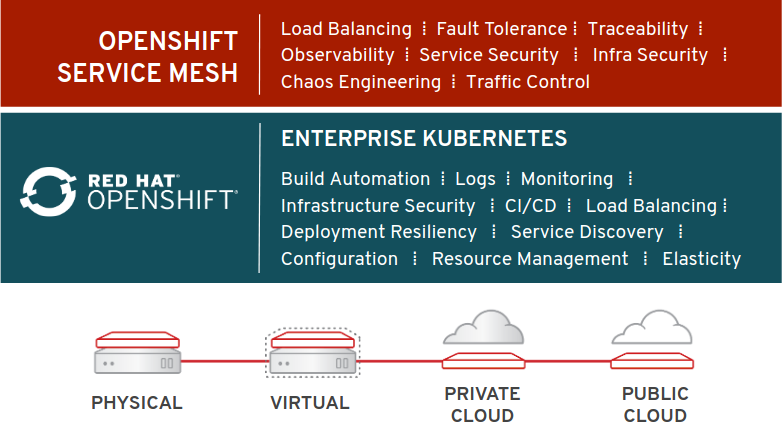 OPENSHIFT
SERVICE MESH
Load Balancing ⁞ Fault Tolerance ⁞ Traceability ⁞
Observability ⁞ Service Security ⁞ Infra Security ⁞
Chaos Engineering ⁞ Traffic Control
RED HAT®
OPENSHIFT®
ENTERPRISE KUBERNETES
Build Automation ⁞ Logs ⁞ Monitoring ⁞
Infrastructure Security ⁞ CI/CD ⁞ Load Balancing ⁞
Deployment Resiliency ⁞ Service Discovery ⁞
Configuration ⁞ Resource Management ⁞ Elasticity
PHYSICAL
VIRTUAL
PRIVATE
CLOUD
PUBLIC
CLOUD